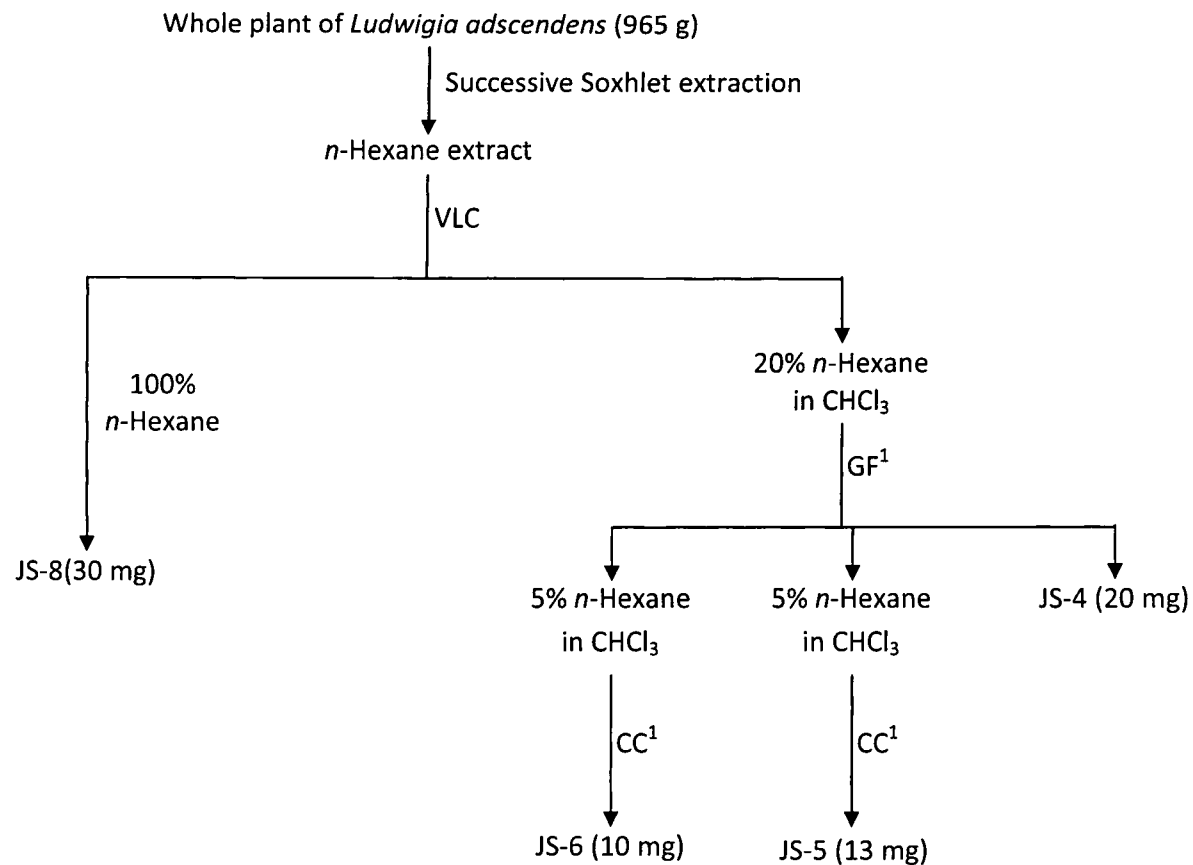 Whole plant of Ludwigia adscendens (965 g)
Successive Soxhlet extraction
n-Hexane extract
VLC
100%
n-Hexane
20% n-Hexane
in CHCl₃
GF¹
JS-8(30 mg)
5% n-Hexane
in CHCl₃
5% n-Hexane
in CHCl₃
JS-4 (20 mg)
CC¹
CC¹
JS-6 (10 mg)
JS-5 (13 mg)